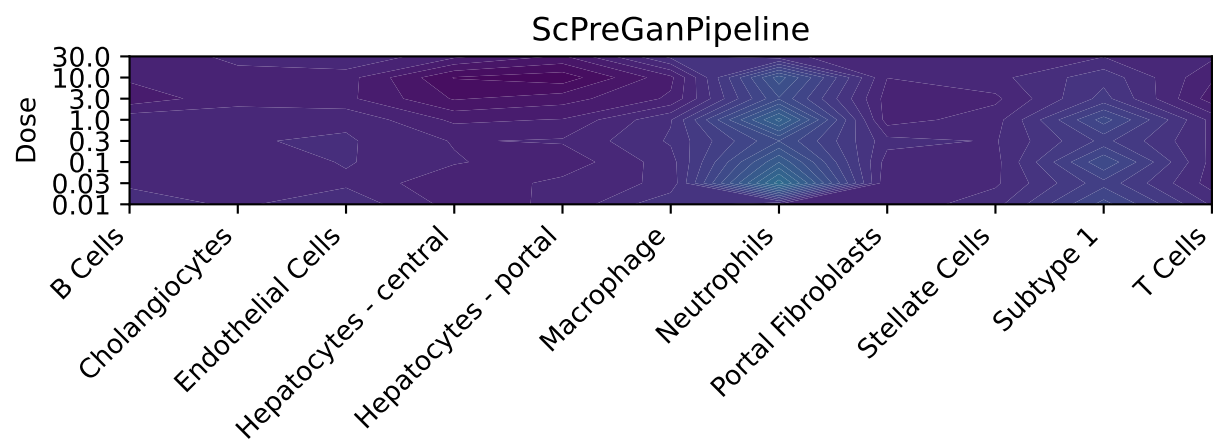 ScPreGanPipeline
Dose
30.0
10.0
3.0
1.0
0.3
0.1
0.03
0.01
B Cells
Cholangiocytes
Endothelial Cells
Hepatocytes - central
Hepatocytes - portal
Macrophage
Neutrophils
Portal Fibroblasts
Stellate Cells
Subtype 1
T Cells